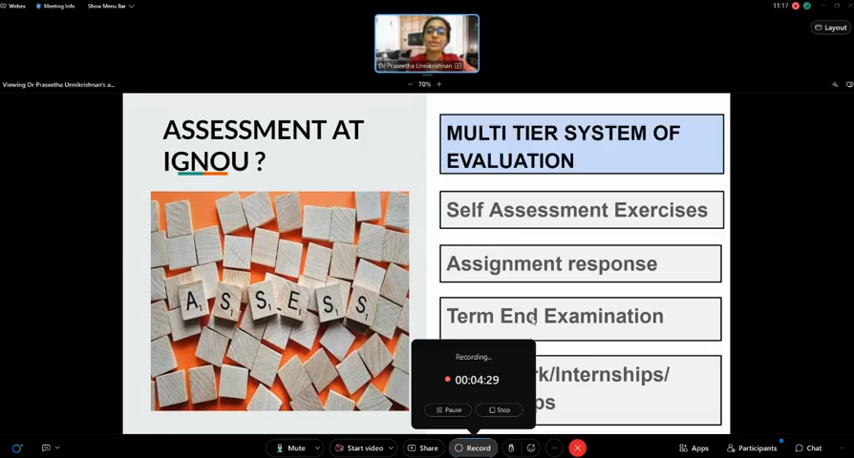 Webex
Meeting Info
Show Menu Bar
11:17
Layout
Dr Praseetha Unnikrishnan
Viewing Dr Praseetha Unnikrishnan's a...
70%
ASSESSMENT AT
IGNOU ?
ASSESS
MULTI TIER SYSTEM OF
EVALUATION
Self Assessment Exercises
Assignment response
Term End Examination
k/Internships/
ps
Recording...
00:04:29
Pause
Stop
Mute
Start video
Share
Record
Apps
Participants
Chat